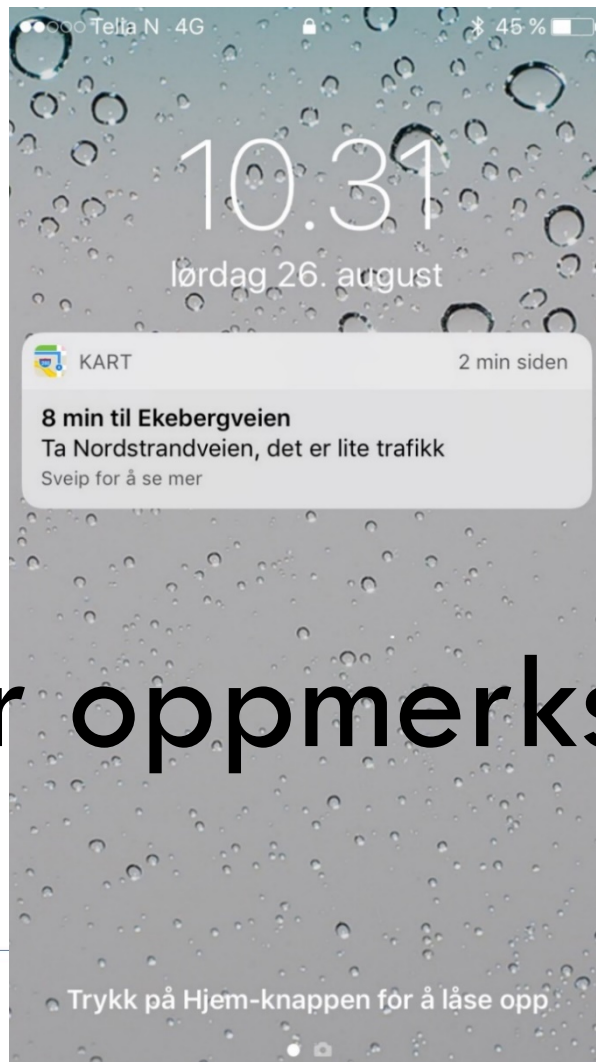 Telia N 4G 45 %
10.31
lørdag 26. august
KART 2 min siden
8 min til Ekebergveien
Ta Nordstrandveien, det er lite trafikk
Sveip for å se mer
r oppmerks
Trykk på Hjem-knappen for å låse opp